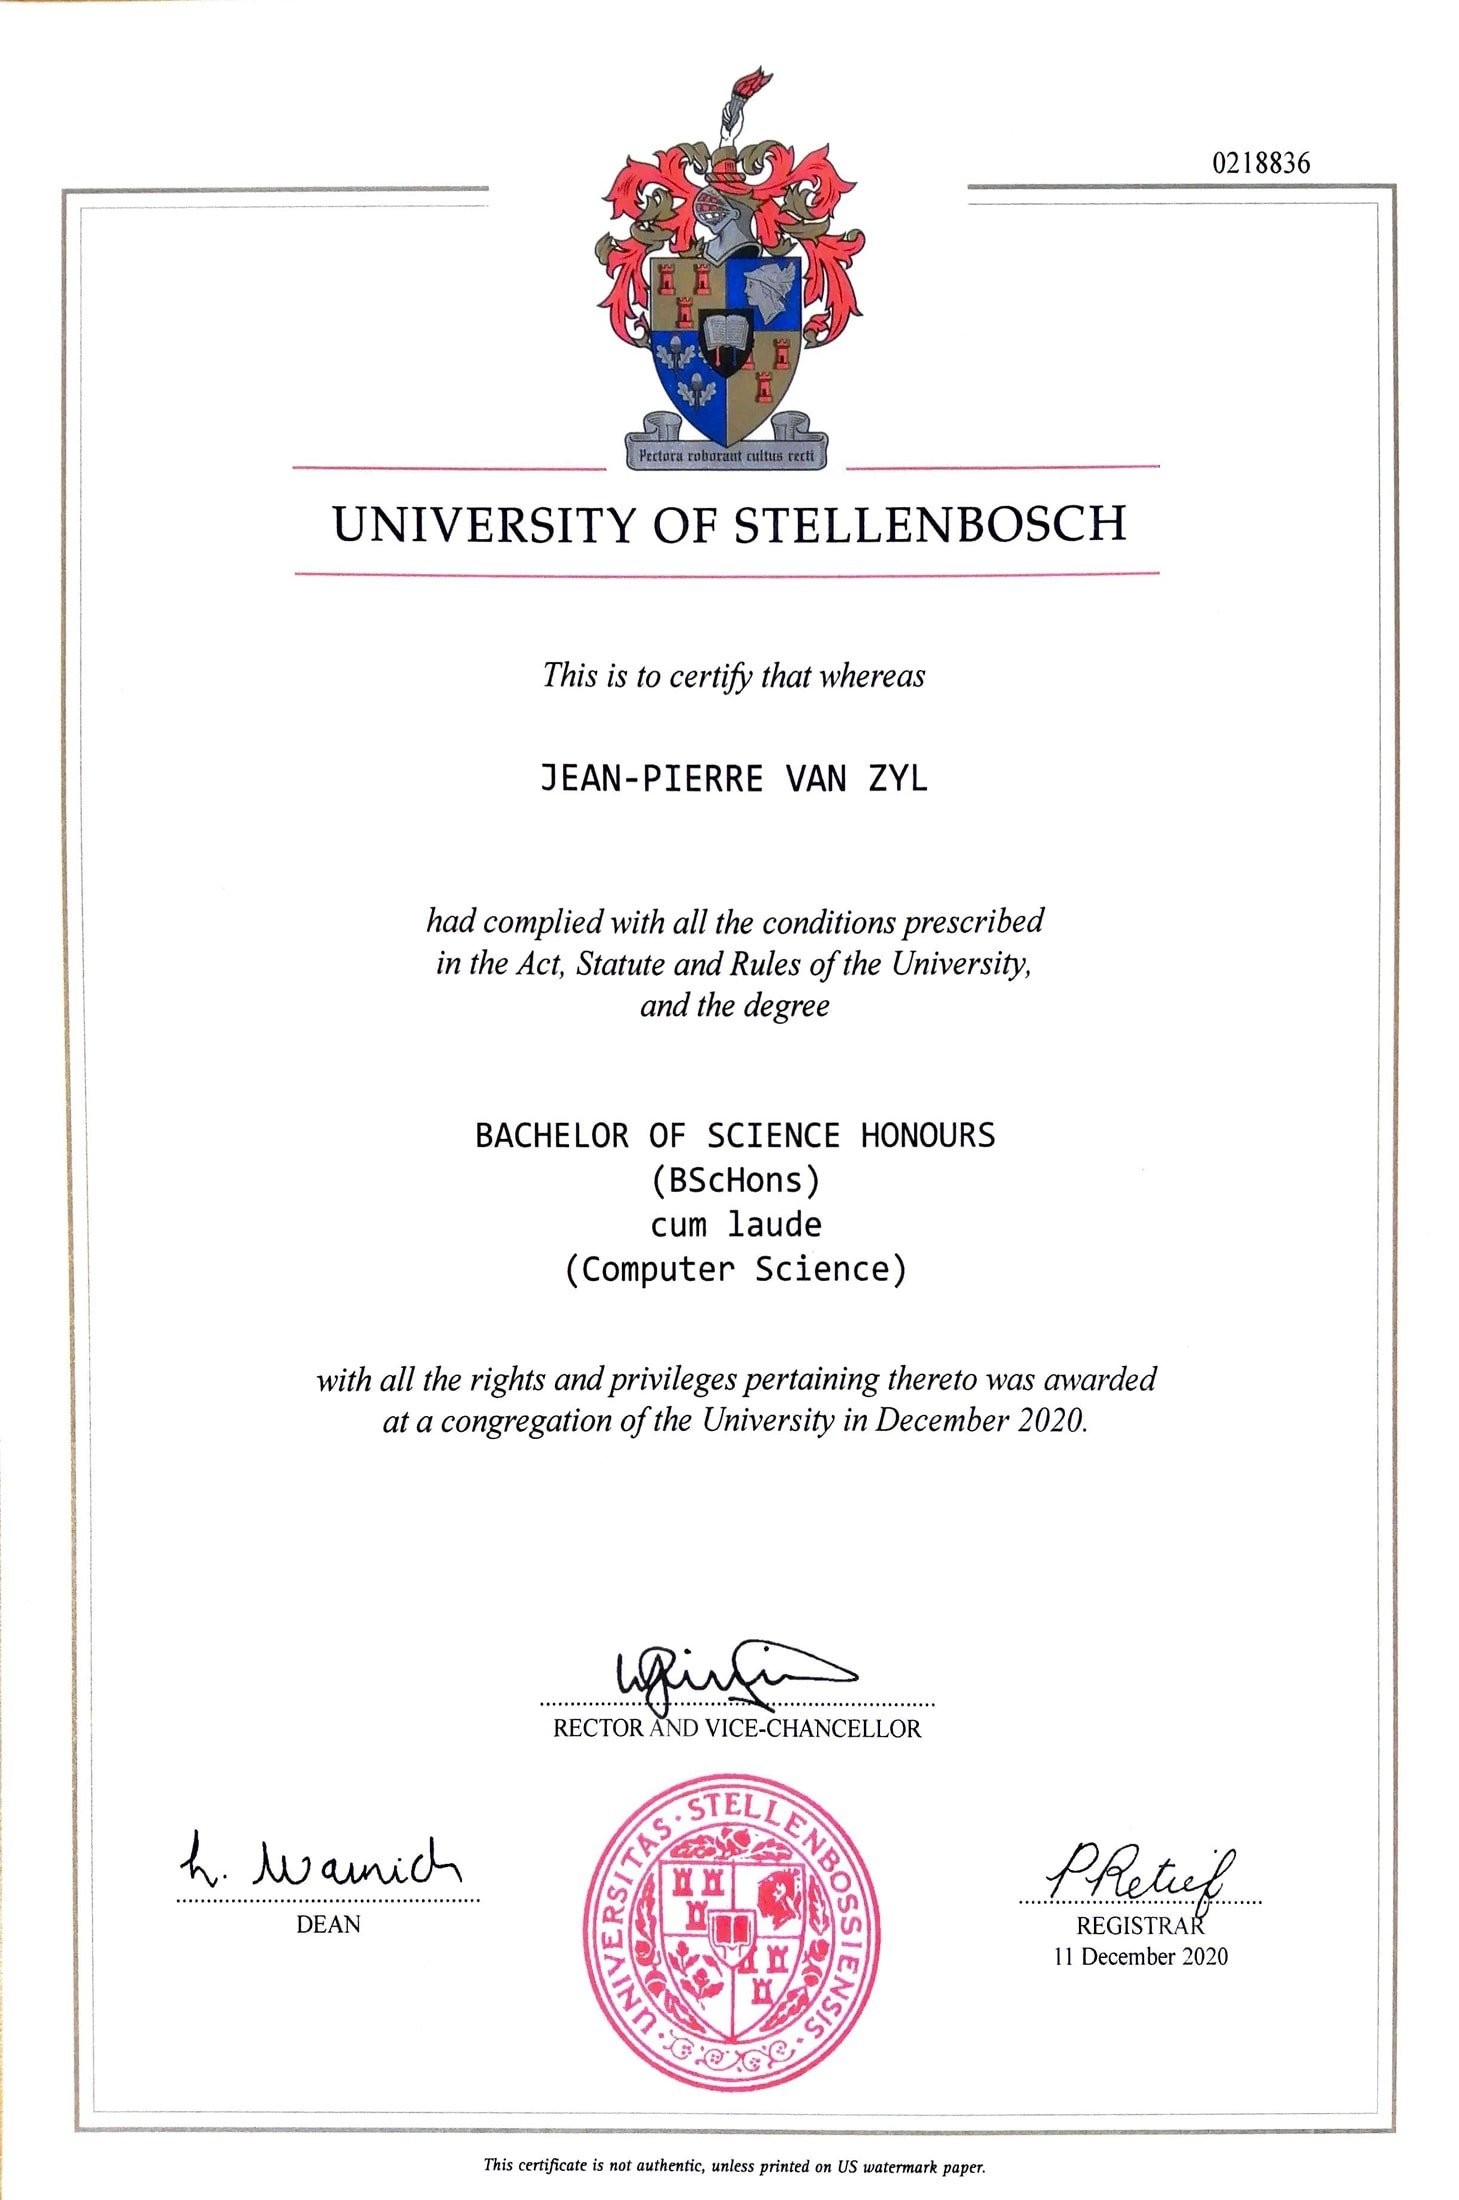 0218836
Pectora roborant cultus recti
UNIVERSITY OF STELLENBOSCH
This is to certify that whereas
JEAN-PIERRE VAN ZYL
had complied with all the conditions prescribed
in the Act, Statute and Rules of the University,
and the degree
BACHELOR OF SCIENCE HONOURS
(BScHons)
cum laude
(Computer Science)
with all the rights and privileges pertaining thereto was awarded
at a congregation of the University in December 2020.
RECTOR AND VICE-CHANCELLOR
UNIVERSITAS · STELLENBOSSIENSIS ·
L.
DEAN
P Retief
REGISTRAR
11 December 2020
This certificate is not authentic, unless printed on US watermark paper.